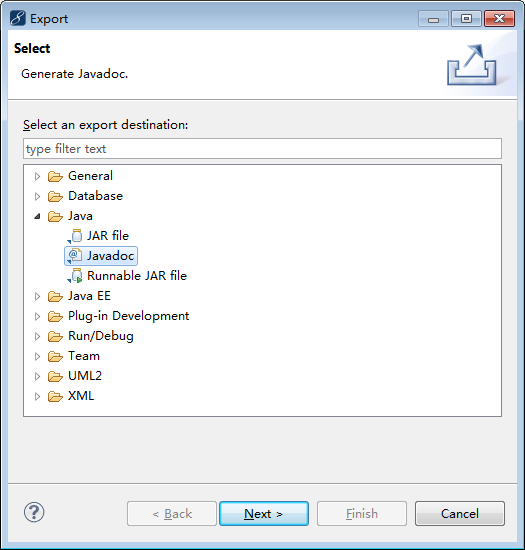 Export
Select
Generate Javadoc.
Select an export destination:
type filter text
General
Database
Java
JAR file
Javadoc
Runnable JAR file
Java EE
Plug-in Development
Run/Debug
Team
UML2
XML
?
< Back
Next >
Finish
Cancel